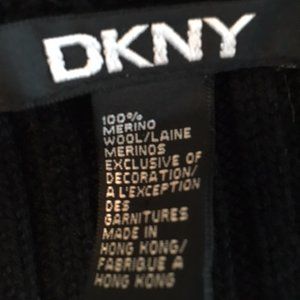 DKNY
100%
MERINO
WOOL/LAINE
MERINOS
EXCLUSIVE OF
DECORATION/
A L'EXCEPTION
DES
GARNITURES
MADE IN
HONG KONG/
FABRIQUE A
HONG KONG